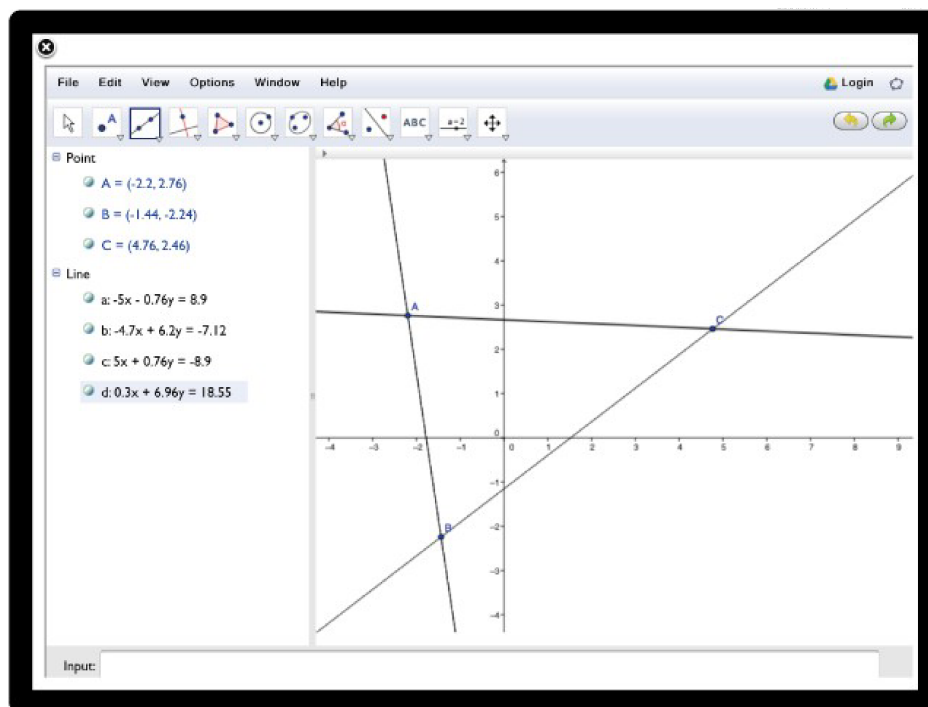 File Edit View Options Window Help
Login
A
ABC
a=2
Point
A = (-2.2, 2.76)
B = (-1.44, -2.24)
C = (4.76, 2.46)
Line
a: -5x - 0.76y = 8.9
b: -4.7x + 6.2y = -7.12
c: 5x + 0.76y = -8.9
d: 0.3x + 6.96y = 18.55
6
5
4
A
3
C
2
1
0
-4 -3 -2 -1 0 1 2 3 4 5 6 7 8 9
-1
B
-2
-3
-4
Input: